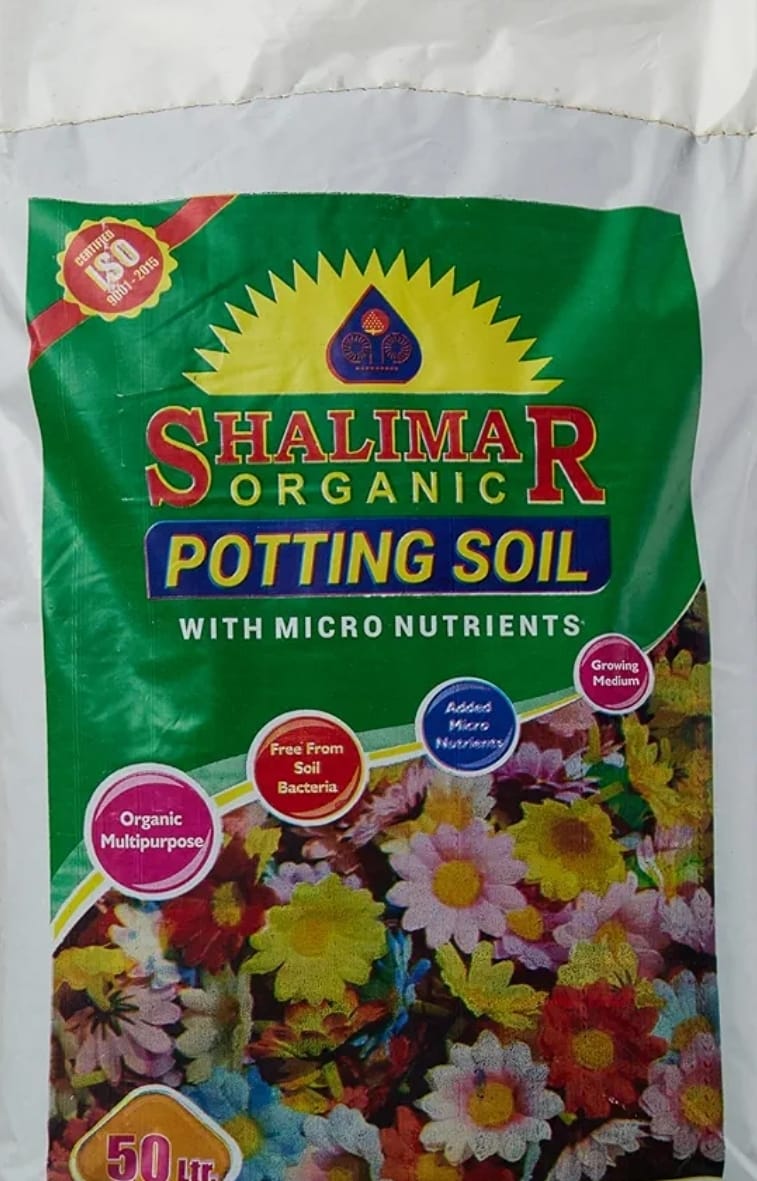 CERTIFIED
ISO
9001 - 2015
SHALIMAR
ORGANIC
POTTING SOIL
WITH MICRO NUTRIENTS
Growing
Medium
Added
Micro
Nutrients
Free From
Soil
Bacteria
Organic
Multipurpose
50 Ltr.